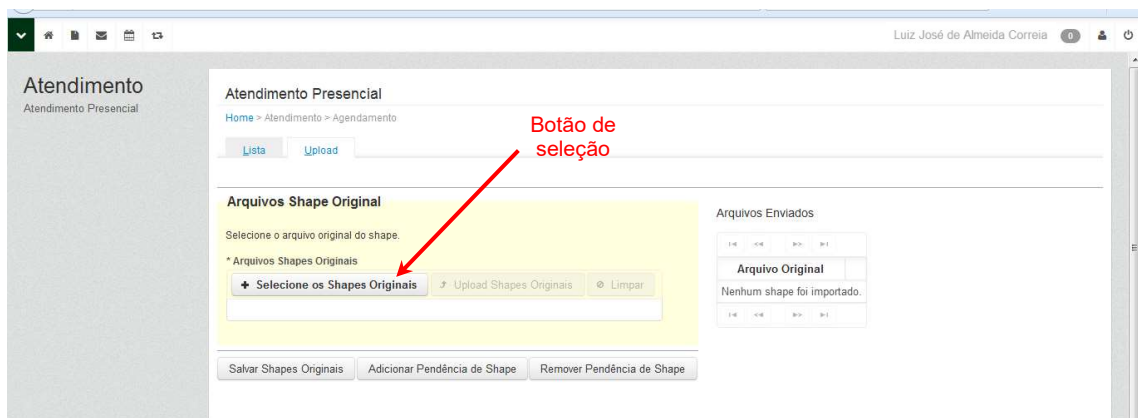 Luiz José de Almeida Correia 0
Atendimento
Atendimento Presencial
Atendimento Presencial
Home > Atendimento > Agendamento
Botão de
seleção
Lista Upload
Arquivos Shape Original
Arquivos Enviados
Selecione o arquivo original do shape.
* Arquivos Shapes Originais
Arquivo Original
+ Selecione os Shapes Originais Upload Shapes Originais Limpar
Nenhum shape foi importado.
Salvar Shapes Originais Adicionar Pendência de Shape Remover Pendência de Shape